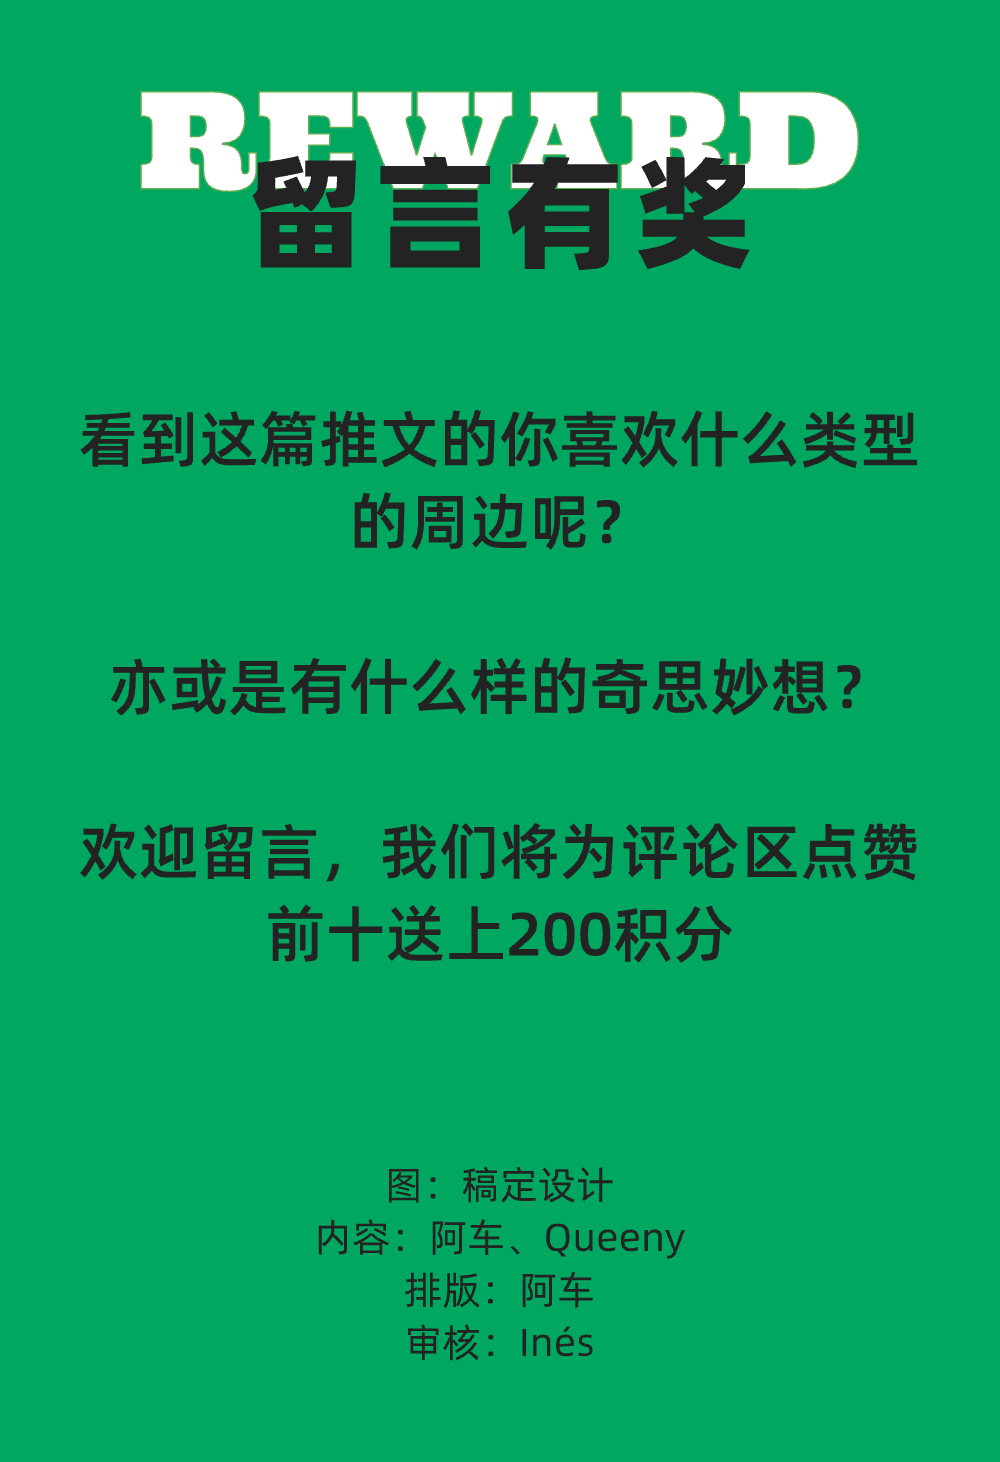 REWARD
留言有奖
看到这篇推文的你喜欢什么类型
的周边呢？
亦或是有什么样的奇思妙想？
欢迎留言，我们将为评论区点赞
前十送上200积分
图：稿定设计
内容：阿车、Queeny
排版：阿车
审核：Inés